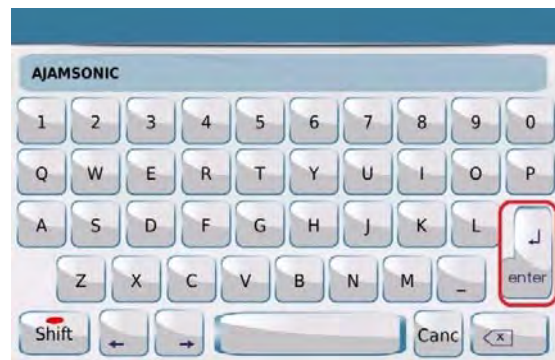 AJAMSONIC
1 2 3 4 5 6 7 8 9 0
Q W E R T Y U I O P
A S D F G H J K L
enter
Z X C V B N M _
Shift Canc